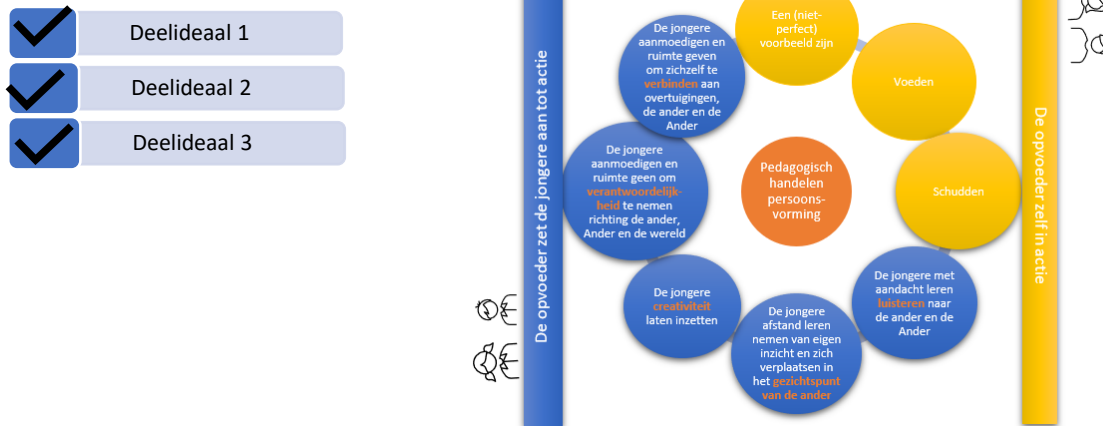 Deelideaal 1
Deelideaal 2
Deelideaal 3
De opvoeder zet de jongere aan tot actie
Een (niet-
perfect)
voorbeeld zijn
Voeden
Schudden
De jongere met
aandacht leren
luisteren naar
de ander en de
Ander
De jongere
afstand leren
nemen van eigen
inzicht en zich
verplaatsen in
het gezichtspunt
van de ander
De jongere
creativiteit
laten inzetten
De jongere
aanmoedigen en
ruimte geen om
verantwoordelijk-
heid te nemen
richting de ander,
Ander en de wereld
De jongere
aanmoedigen en
ruimte geven
om zichzelf te
verbinden aan
overtuigingen,
de ander en de
Ander
Pedagogisch
handelen
persoons-
vorming
De opvoeder zelf in actie